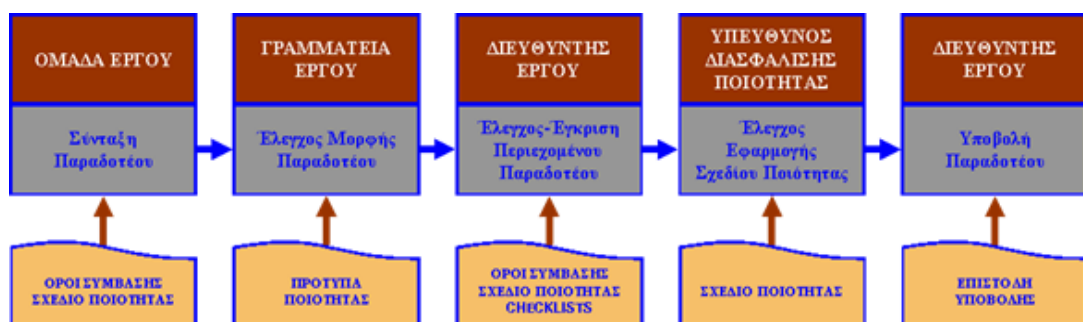 ΟΜΑΔΑ ΕΡΓΟΥ
Σύνταξη
Παραδοτέου
ΟΡΟΙ ΣΥΜΒΑΣΗΣ
ΣΧΕΔΙΟ ΠΟΙΟΤΗΤΑΣ
ΓΡΑΜΜΑΤΕΙΑ
ΕΡΓΟΥ
Έλεγχος Μορφής
Παραδοτέου
ΠΡΟΤΥΠΑ
ΠΟΙΟΤΗΤΑΣ
ΔΙΕΥΘΥΝΤΗΣ
ΕΡΓΟΥ
Έλεγχος-Έγκριση
Περιεχομένου
Παραδοτέου
ΟΡΟΙ ΣΥΜΒΑΣΗΣ
ΣΧΕΔΙΟ ΠΟΙΟΤΗΤΑΣ
CHECKLISTS
ΥΠΕΥΘΥΝΟΣ
ΔΙΑΣΦΑΛΙΣΗΣ
ΠΟΙΟΤΗΤΑΣ
Έλεγχος
Εφαρμογής
Σχεδίου Ποιότητας
ΣΧΕΔΙΟ ΠΟΙΟΤΗΤΑΣ
ΔΙΕΥΘΥΝΤΗΣ
ΕΡΓΟΥ
Υποβολή
Παραδοτέου
ΕΠΙΣΤΟΛΗ
ΥΠΟΒΟΛΗΣ